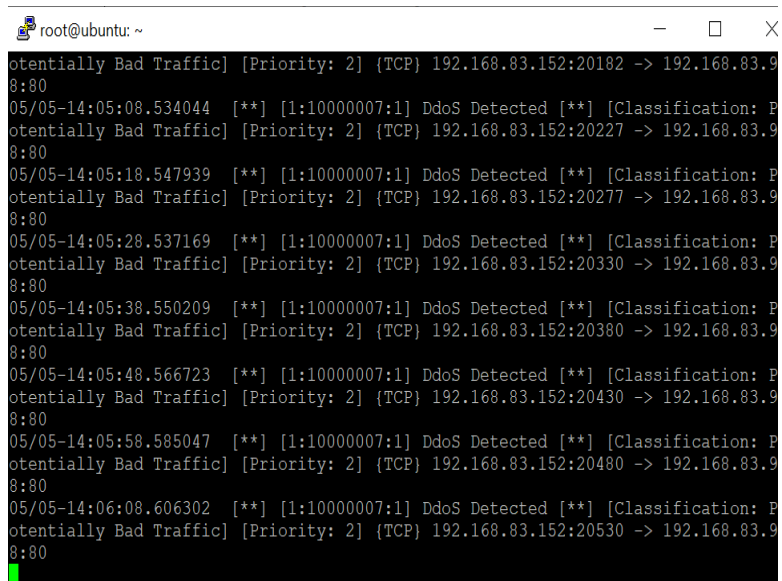 root@ubuntu: ~
otentially Bad Traffic] [Priority: 2] {TCP} 192.168.83.152:20182 -> 192.168.83.9
8:80
05/05-14:05:08.534044  [**] [1:10000007:1] DdoS Detected [**] [Classification: P
otentially Bad Traffic] [Priority: 2] {TCP} 192.168.83.152:20227 -> 192.168.83.9
8:80
05/05-14:05:18.547939  [**] [1:10000007:1] DdoS Detected [**] [Classification: P
otentially Bad Traffic] [Priority: 2] {TCP} 192.168.83.152:20277 -> 192.168.83.9
8:80
05/05-14:05:28.537169  [**] [1:10000007:1] DdoS Detected [**] [Classification: P
otentially Bad Traffic] [Priority: 2] {TCP} 192.168.83.152:20330 -> 192.168.83.9
8:80
05/05-14:05:38.550209  [**] [1:10000007:1] DdoS Detected [**] [Classification: P
otentially Bad Traffic] [Priority: 2] {TCP} 192.168.83.152:20380 -> 192.168.83.9
8:80
05/05-14:05:48.566723  [**] [1:10000007:1] DdoS Detected [**] [Classification: P
otentially Bad Traffic] [Priority: 2] {TCP} 192.168.83.152:20430 -> 192.168.83.9
8:80
05/05-14:05:58.585047  [**] [1:10000007:1] DdoS Detected [**] [Classification: P
otentially Bad Traffic] [Priority: 2] {TCP} 192.168.83.152:20480 -> 192.168.83.9
8:80
05/05-14:06:08.606302  [**] [1:10000007:1] DdoS Detected [**] [Classification: P
otentially Bad Traffic] [Priority: 2] {TCP} 192.168.83.152:20530 -> 192.168.83.9
8:80